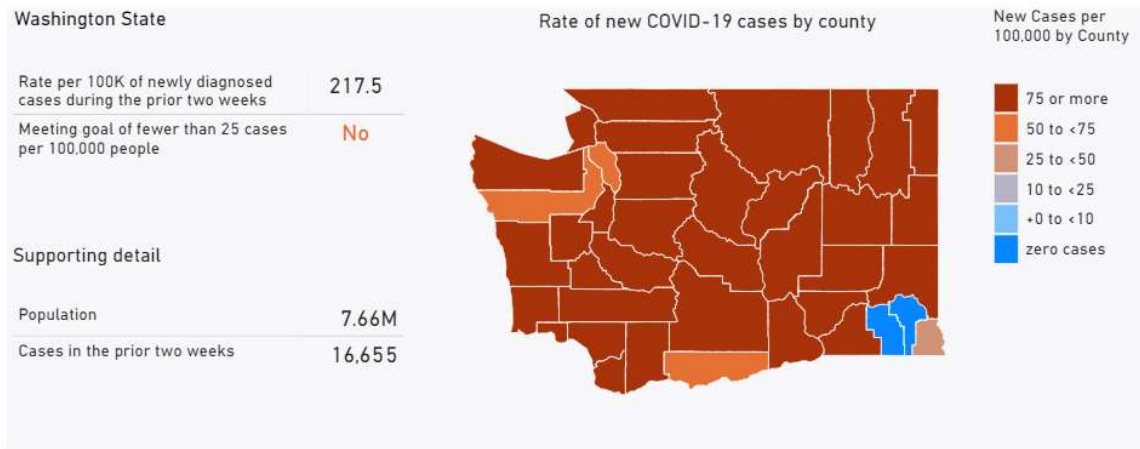 Washington State
Rate per 100K of newly diagnosed
cases during the prior two weeks
217.5
Meeting goal of fewer than 25 cases
per 100,000 people
No
Supporting detail
Population
7.66M
Cases in the prior two weeks
16,655
Rate of new COVID-19 cases by county
New Cases per
100,000 by County
75 or more
50 to <75
25 to <50
10 to <25
+0 to <10
zero cases